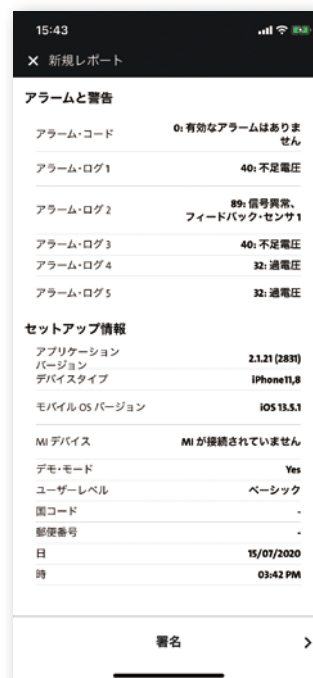 15:43
× 新規レポート
アラームと警告
アラーム・コード 0: 有効なアラームはありま
せん
アラーム・ログ1 40: 不足電圧
アラーム・ログ2 89: 信号異常、
フィードバック・センサ1
アラーム・ログ3 40: 不足電圧
アラーム・ログ4 32: 過電圧
アラーム・ログ5 32: 過電圧
セットアップ情報
アプリケーション
バージョン 2.1.21 (2831)
デバイスタイプ iPhone11,8
モバイル OS バージョン iOS 13.5.1
MI デバイス MI が接続されていません
デモ・モード Yes
ユーザーレベル ベーシック
国コード -
郵便番号 -
日 15/07/2020
時 03:42 PM
署名 >